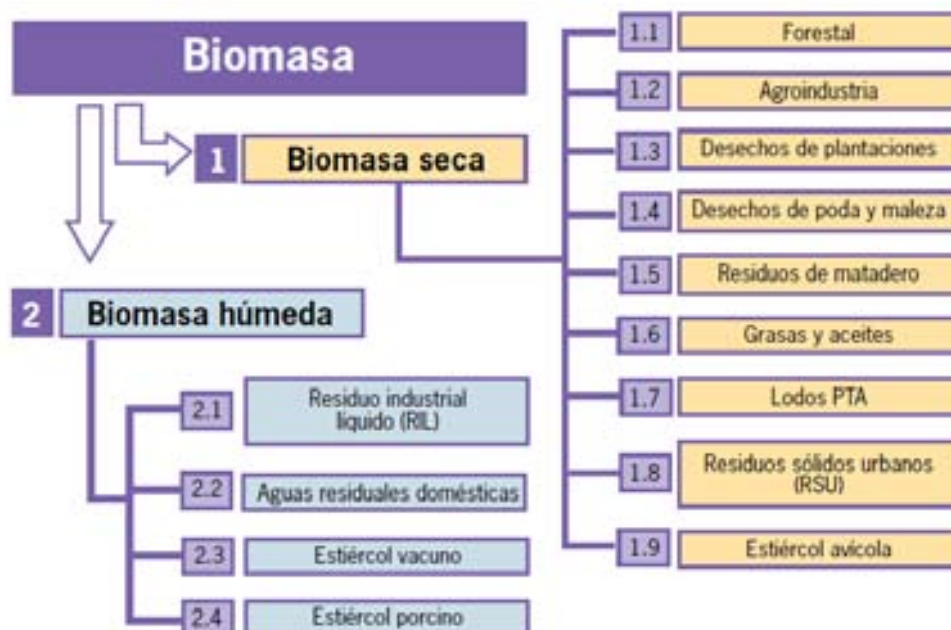 Biomasa
1 Biomasa seca
1.1 Forestal
1.2 Agroindustria
1.3 Desechos de plantaciones
1.4 Desechos de poda y maleza
1.5 Residuos de matadero
1.6 Grasas y aceites
1.7 Lodos PTA
1.8 Residuos sólidos urbanos
(RSU)
1.9 Estiércol avícola
2 Biomasa húmeda
2.1 Residuo industrial
líquido (RIL)
2.2 Aguas residuales domésticas
2.3 Estiércol vacuno
2.4 Estiércol porcino